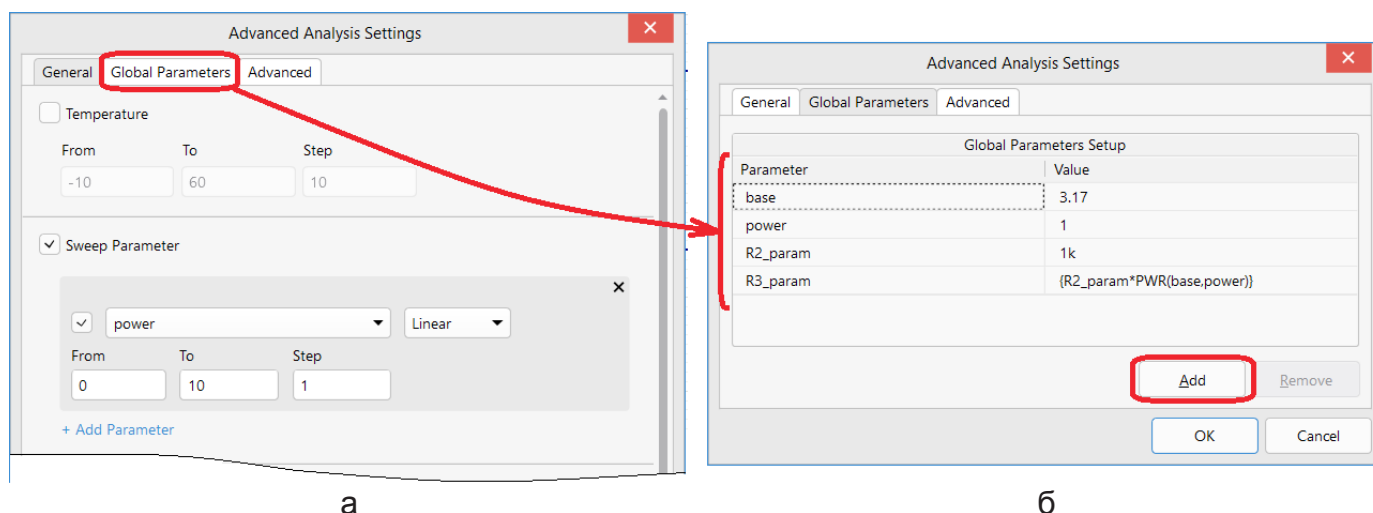 Advanced Analysis Settings
General Global Parameters Advanced
Temperature
From To Step
-10 60 10
Sweep Parameter
power Linear
From To Step
0 10 1
+ Add Parameter
а
Advanced Analysis Settings
General Global Parameters Advanced
Global Parameters Setup
Parameter Value
base 3.17
power 1
R2_param 1k
R3_param {R2_param*PWR(base,power)}
Add Remove
OK Cancel
б